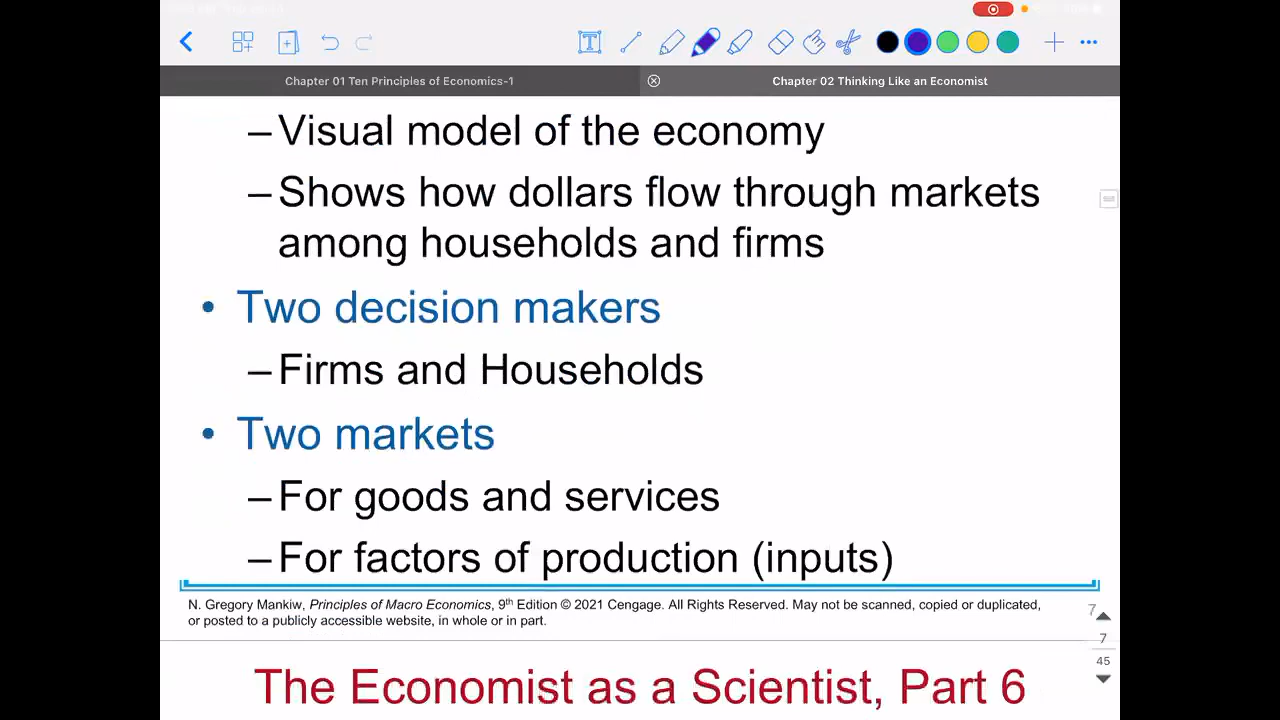 Chapter 01 Ten Principles of Economics-1
Chapter 02 Thinking Like an Economist
–Visual model of the economy
–Shows how dollars flow through markets
among households and firms
• Two decision makers
–Firms and Households
• Two markets
–For goods and services
–For factors of production (inputs)
N. Gregory Mankiw, Principles of Macro Economics, 9th Edition © 2021 Cengage. All Rights Reserved. May not be scanned, copied or duplicated,
or posted to a publicly accessible website, in whole or in part.
7
7
45
The Economist as a Scientist, Part 6